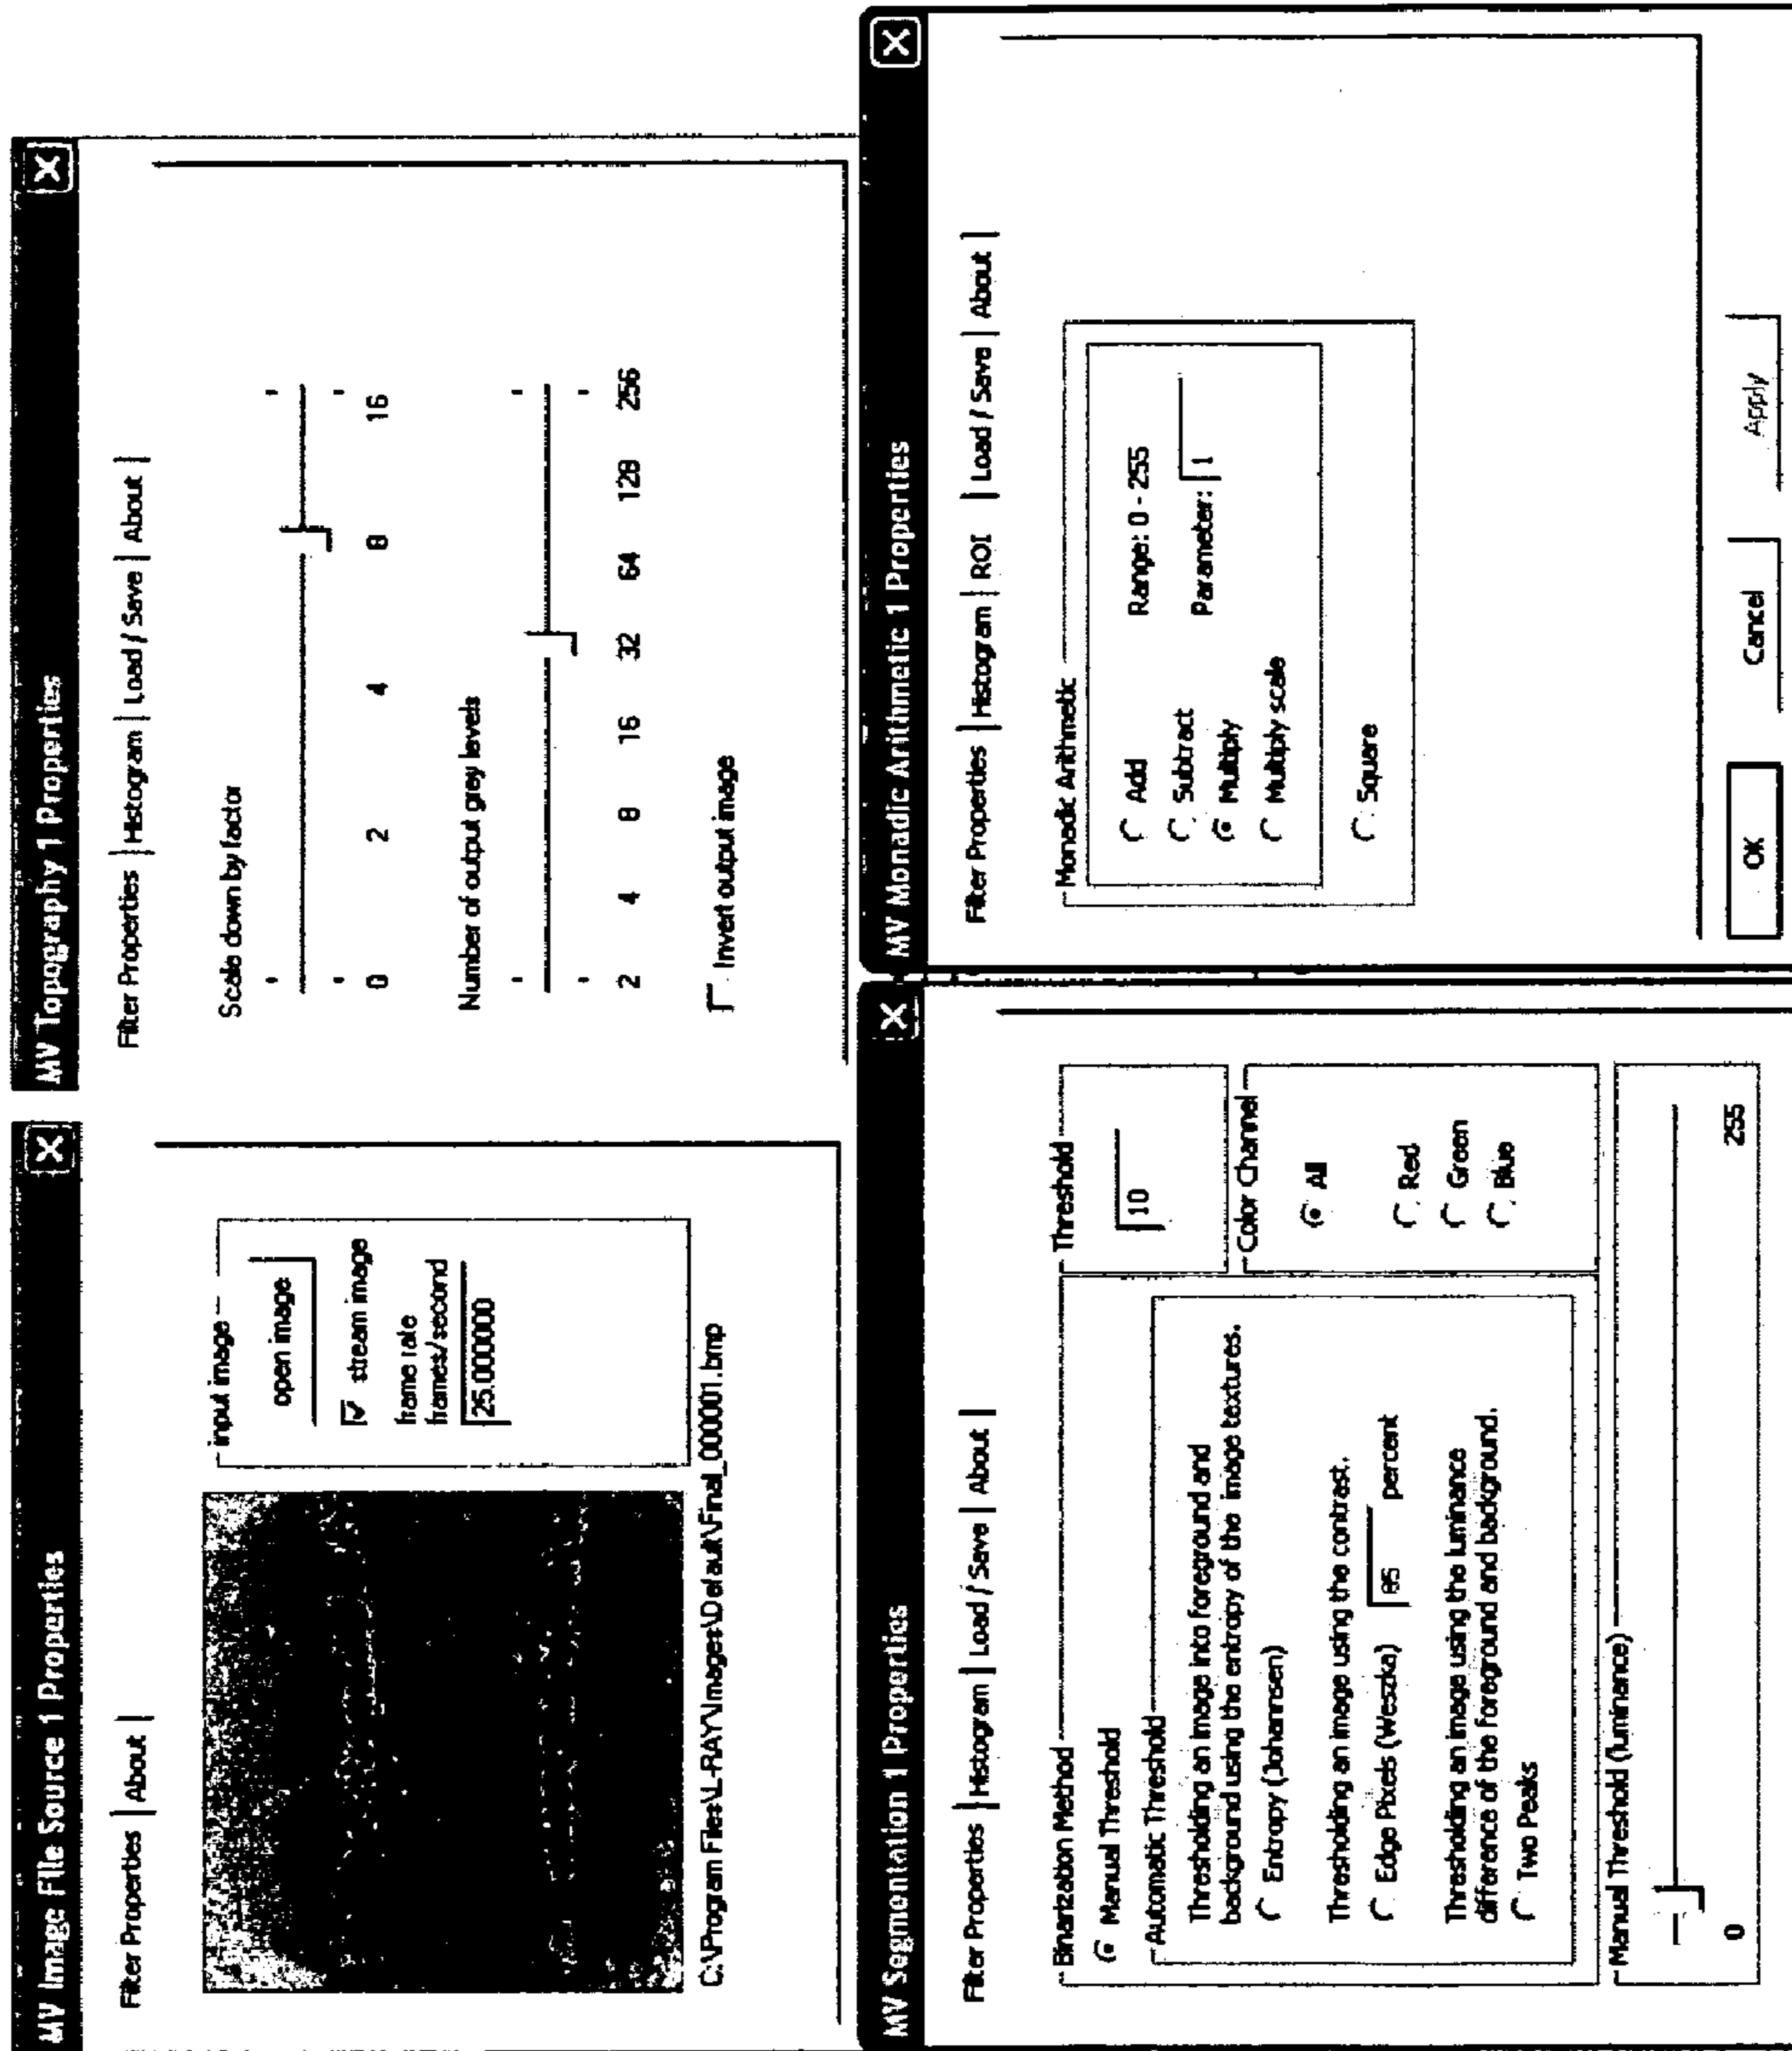 MV Image File Source 1 Properties
Filter Properties | About |
input image
open image
stream image
frame rate
frames/second
25.000000
C:\Program Files\L-RAY\Images\Default\Final_000001.bmp
MV Topography 1 Properties
Filter Properties | Histogram | Load / Save | About |
Scale down by factor
0 2 4 8 16
Number of output grey levels
2 4 8 16 32 64 128 256
Invert output image
MV Segmentation 1 Properties
Filter Properties | Histogram | Load / Save | About |
Binarization Method
Manual Threshold
Automatic Threshold
Thresholding an image into foreground and
background using the entropy of the image textures.
Entropy (Johannsen)
Thresholding an image using the contrast.
Edge Pixels (Weszka) 85 percent
Thresholding an image using the luminance
difference of the foreground and background.
Two Peaks
Threshold
10
Color Channel
All
Red
Green
Blue
Manual Threshold (luminance)
0 255
MV Monadic Arithmetic 1 Properties
Filter Properties | Histogram | ROI | Load / Save | About |
Monadic Arithmetic
Add
Subtract
Multiply
Multiply scale
Range: 0 - 255
Parameter: 1
Square
OK
Cancel
Apply